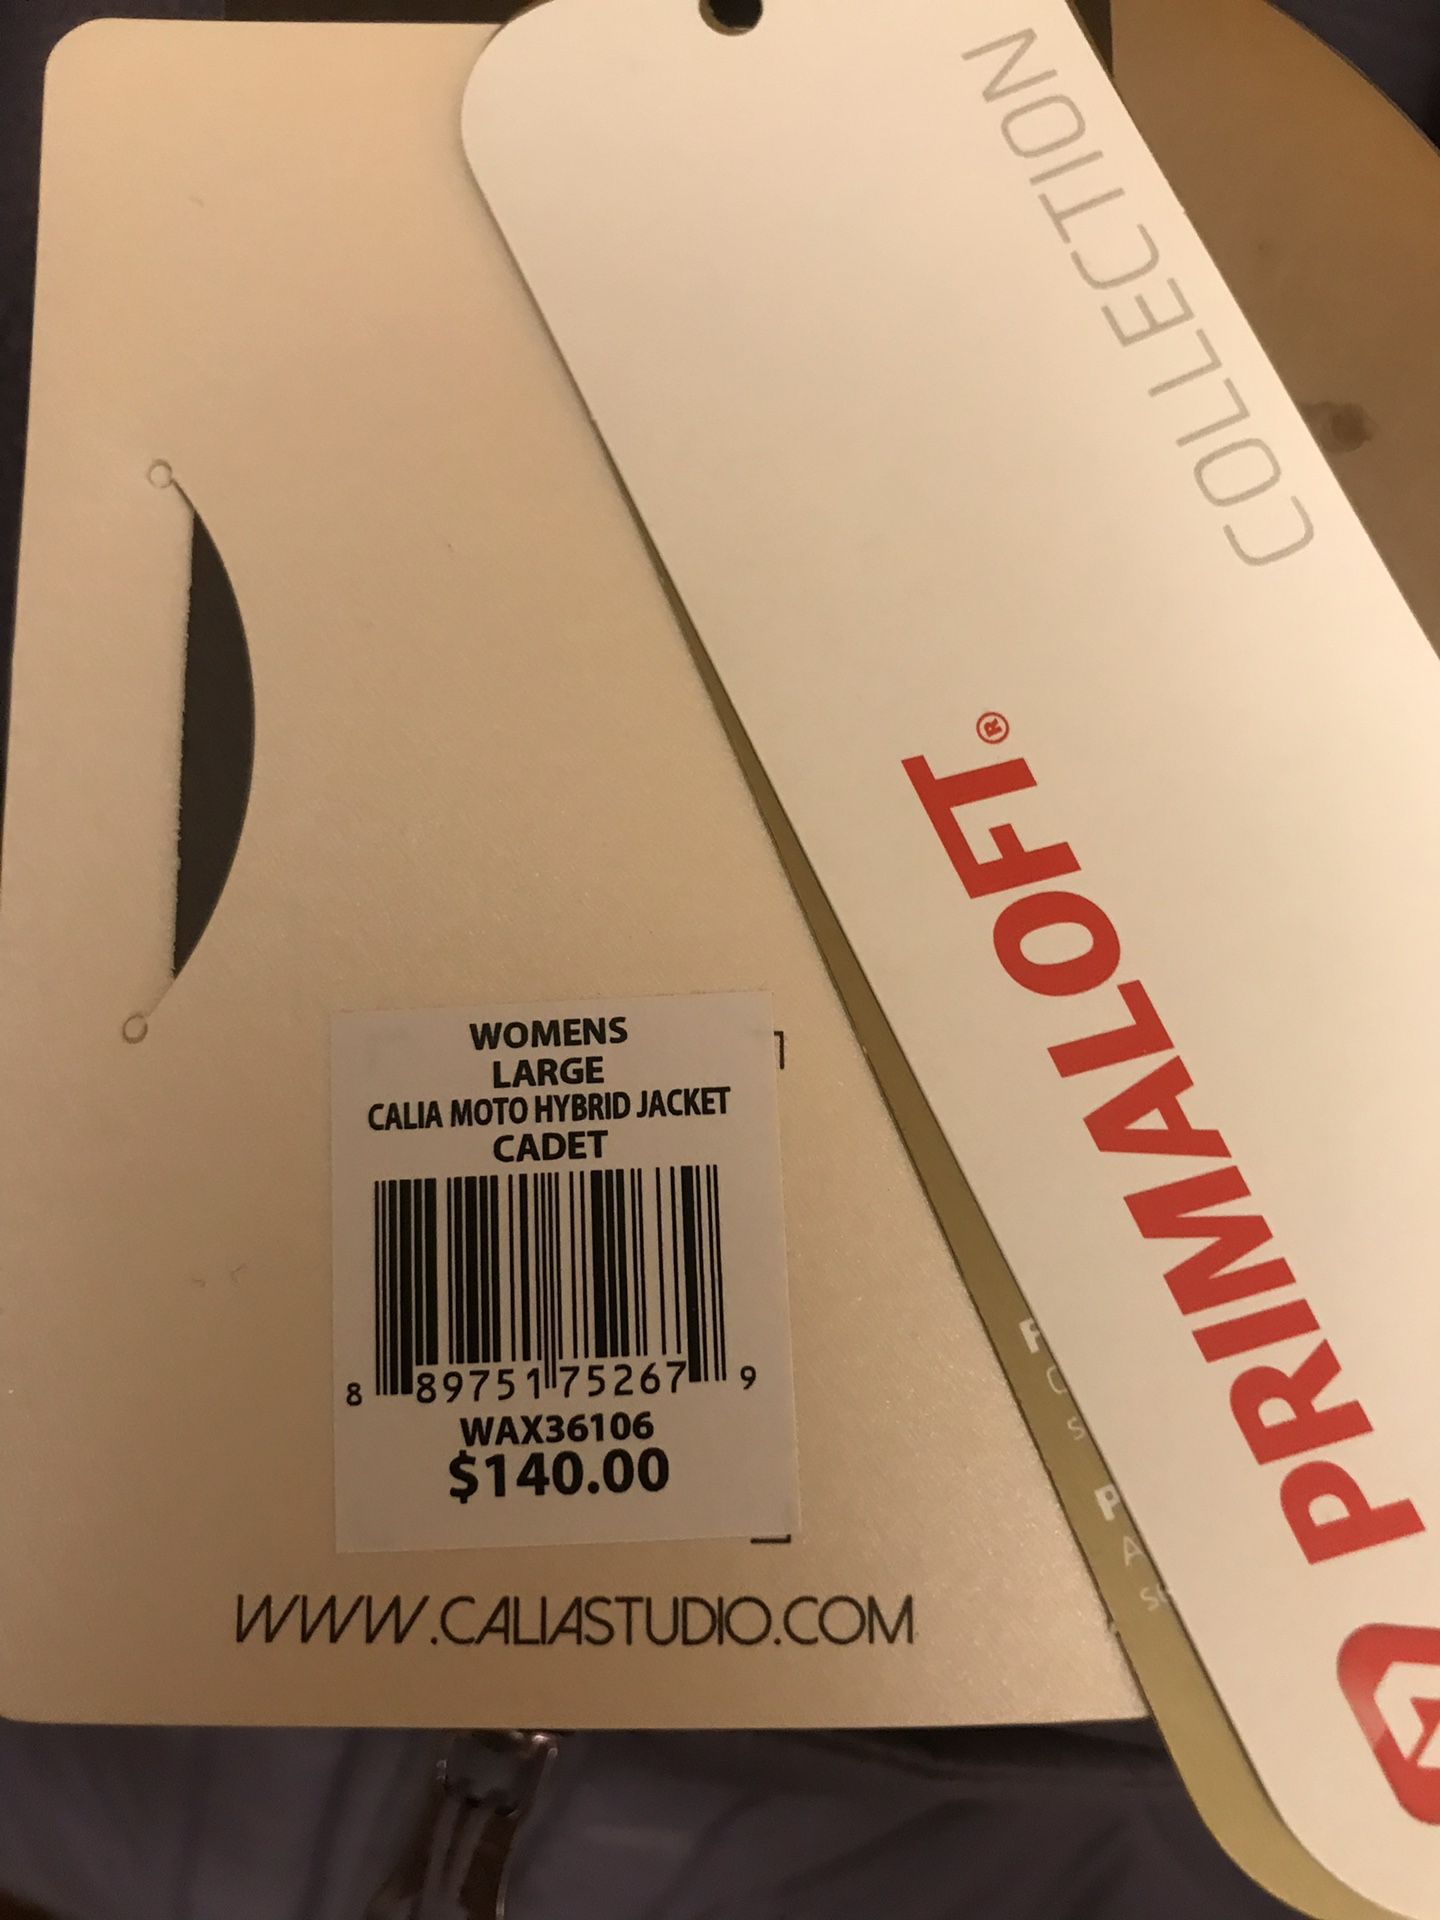 WOMENS
LARGE
CALIA MOTO HYBRID JACKET
CADET
8 89751 75267 9
WAX36106
$140.00
WWW.CALIASTUDIO.COM
PRIMALOFT®
COLLECTION